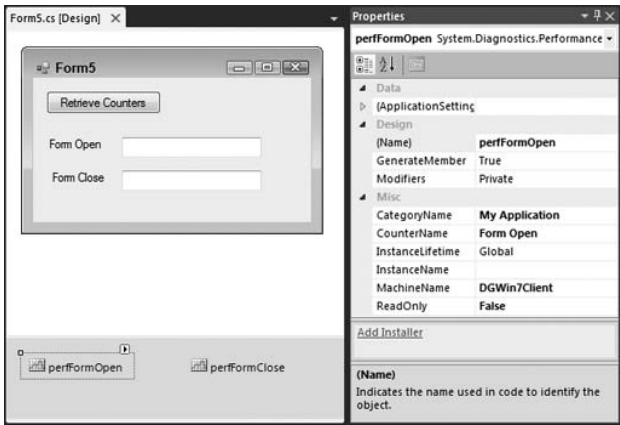 Form5.cs [Design]
Form5
Retrieve Counters
Form Open
Form Close
perfFormOpen
perfFormClose
Properties
perfFormOpen System.Diagnostics.Performance
Data
(ApplicationSetting
Design
(Name) perfFormOpen
GenerateMember True
Modifiers Private
Misc
CategoryName My Application
CounterName Form Open
InstanceLifetime Global
InstanceName
MachineName DGWin7Client
ReadOnly False
Add Installer
(Name)
Indicates the name used in code to identify the
object.